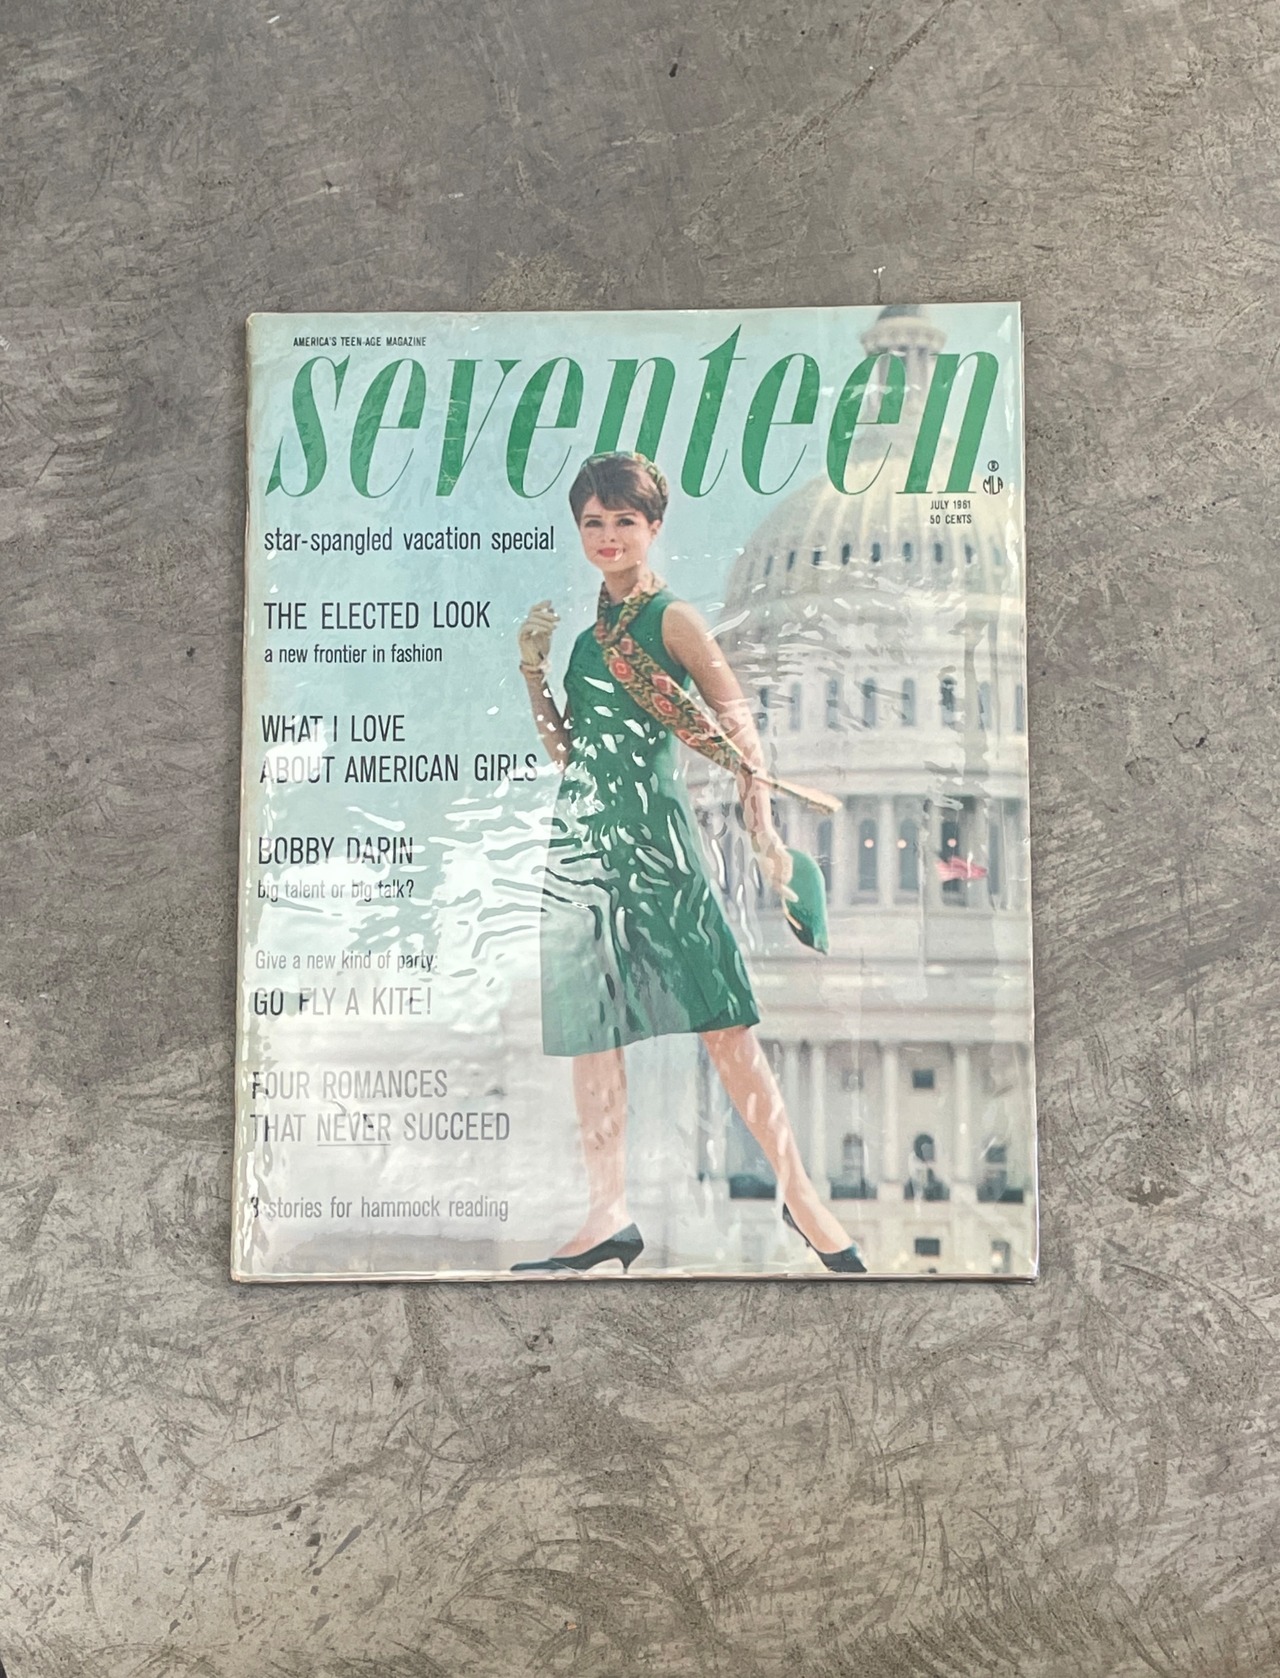 AMERICA'S TEEN-AGE MAGAZINE
seventeen
®
MLA
JULY 1961
50 CENTS
star-spangled vacation special
THE ELECTED LOOK
a new frontier in fashion
WHAT I LOVE
ABOUT AMERICAN GIRLS
BOBBY DARIN
big talent or big talk?
Give a new kind of party:
GO FLY A KITE!
FOUR ROMANCES
THAT NEVER SUCCEED
stories for hammock reading